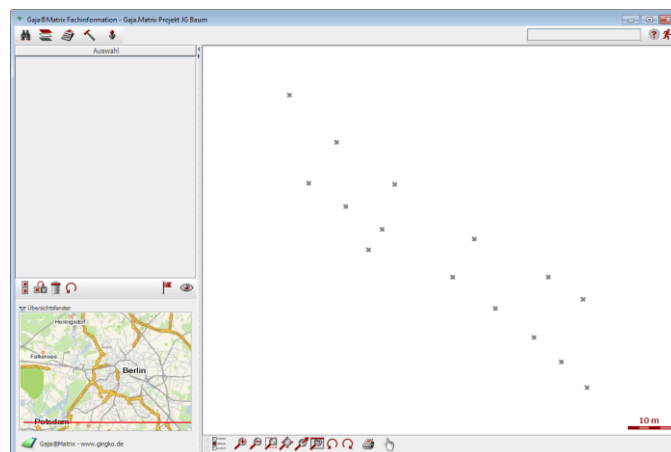 Gaja®Matrix Fachinformation - Gaja.Matrix Projekt JG Baum
Auswahl
Übersichtsfenster
Hennigsdorf
Falkensee
Berlin
Potsdam
10 m
Gaja®Matrix - www.gingko.de